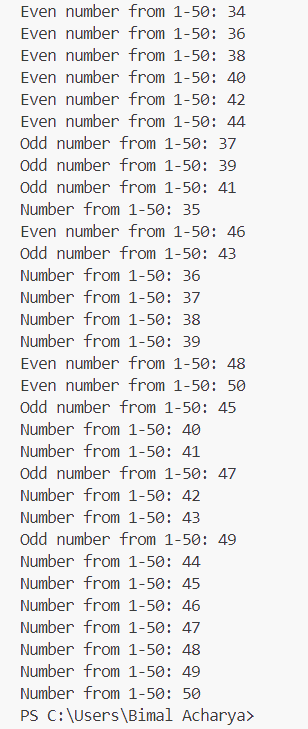 Even number from 1-50: 34
Even number from 1-50: 36
Even number from 1-50: 38
Even number from 1-50: 40
Even number from 1-50: 42
Even number from 1-50: 44
Odd number from 1-50: 37
Odd number from 1-50: 39
Odd number from 1-50: 41
Number from 1-50: 35
Even number from 1-50: 46
Odd number from 1-50: 43
Number from 1-50: 36
Number from 1-50: 37
Number from 1-50: 38
Number from 1-50: 39
Even number from 1-50: 48
Even number from 1-50: 50
Odd number from 1-50: 45
Number from 1-50: 40
Number from 1-50: 41
Odd number from 1-50: 47
Number from 1-50: 42
Number from 1-50: 43
Odd number from 1-50: 49
Number from 1-50: 44
Number from 1-50: 45
Number from 1-50: 46
Number from 1-50: 47
Number from 1-50: 48
Number from 1-50: 49
Number from 1-50: 50
PS C:\Users\Bimal Acharya>